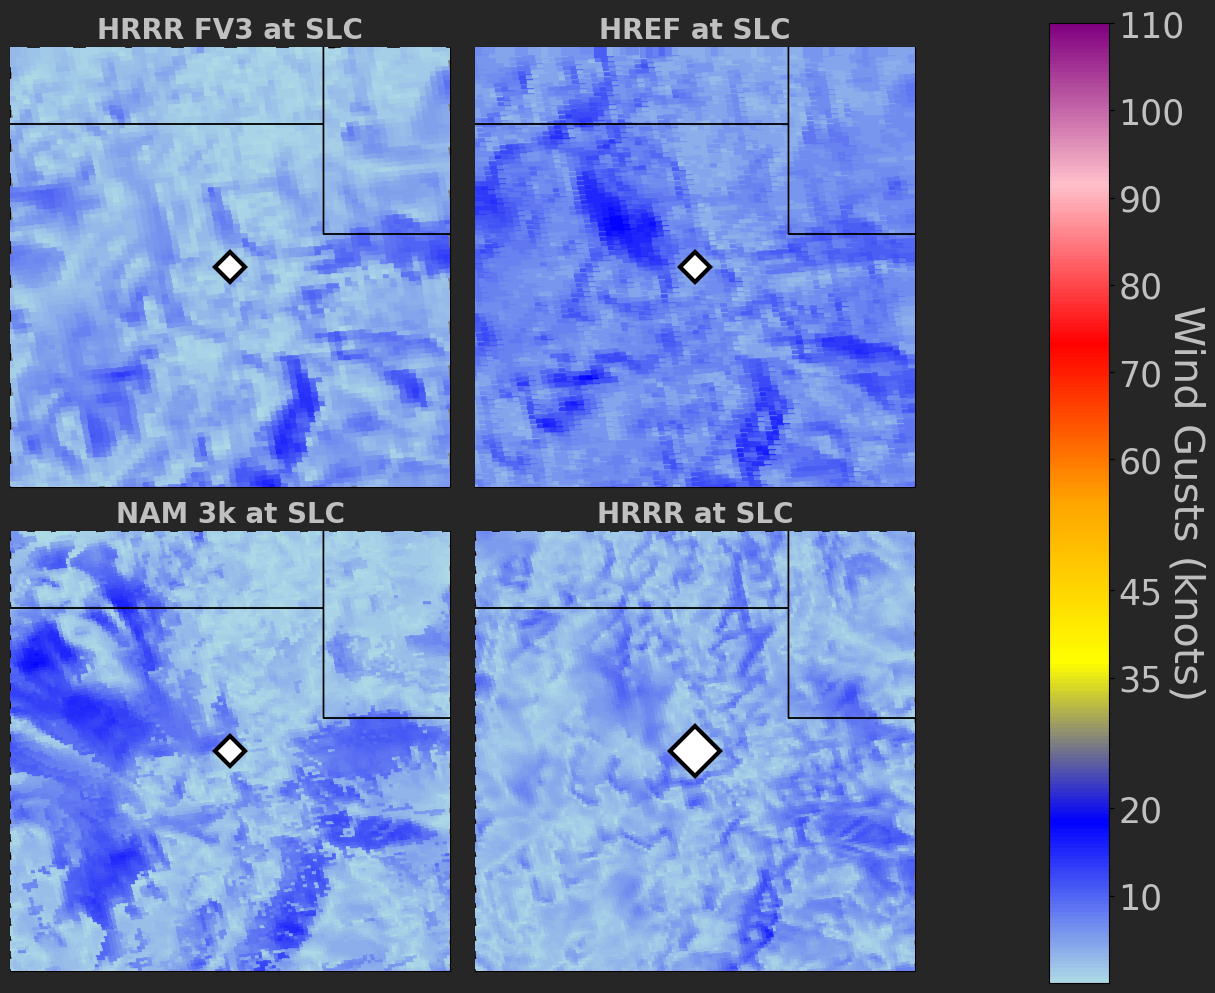 HRRR FV3 at SLC
HREF at SLC
NAM 3k at SLC
HRRR at SLC
110
100
90
80
70
60
45
35
20
10
Wind Gusts (knots)